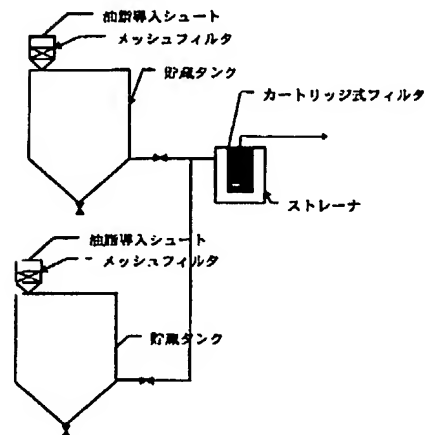 油脂導入シュート
メッシュフィルタ
貯蔵タンク
カートリッジ式フィルタ
ストレーナ
油脂導入シュート
メッシュフィルタ
貯蔵タンク